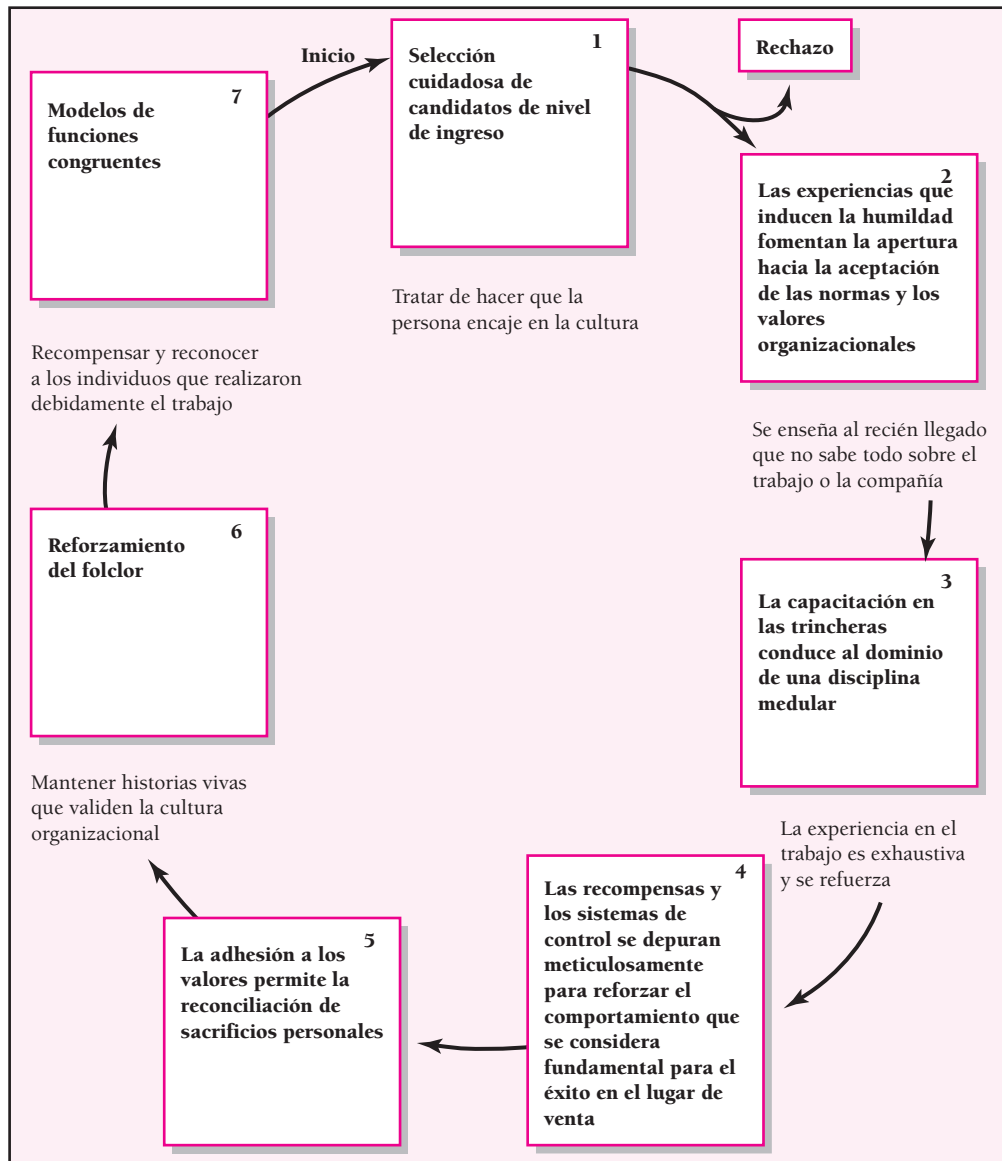 Inicio
1
Selección
cuidadosa de
candidatos de nivel
de ingreso
Rechazo
Tratar de hacer que la
persona encaje en la cultura
2
Las experiencias que
inducen la humildad
fomentan la apertura
hacia la aceptación
de las normas y los
valores
organizacionales
Se enseña al recién llegado
que no sabe todo sobre el
trabajo o la compañía
3
La capacitación en
las trincheras
conduce al dominio
de una disciplina
medular
La experiencia en el
trabajo es exhaustiva
y se refuerza
4
Las recompensas y
los sistemas de
control se depuran
meticulosamente
para reforzar el
comportamiento que
se considera
fundamental para el
éxito en el lugar de
venta
5
La adhesión a los
valores permite la
reconciliación de
sacrificios personales
Mantener historias vivas
que validen la cultura
organizacional
6
Reforzamiento
del folclor
Recompensar y reconocer
a los individuos que realizaron
debidamente el trabajo
7
Modelos de
funciones
congruentes